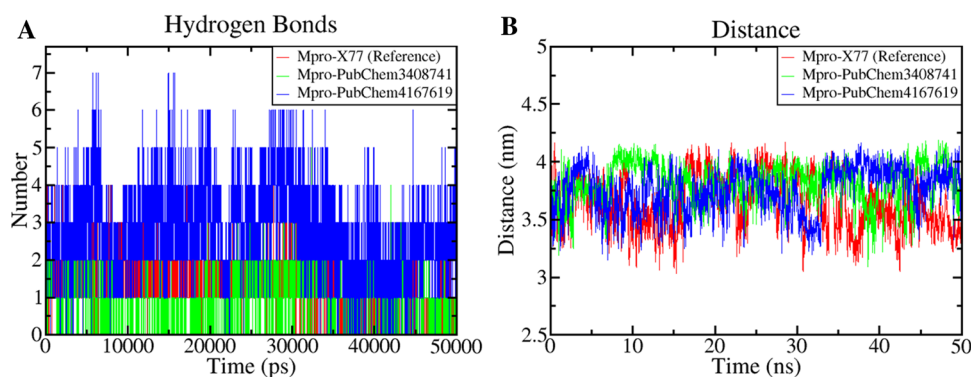 A
Hydrogen Bonds
Mpro-X77 (Reference)
Mpro-PubChem3408741
Mpro-PubChem4167619
Number
7
6
5
4
3
2
1
0
0 10000 20000 30000 40000 50000
Time (ps)
B
Distance
Mpro-X77 (Reference)
Mpro-PubChem3408741
Mpro-PubChem4167619
Distance (nm)
5
4.5
4
3.5
3
2.5
0 10 20 30 40 50
Time (ns)